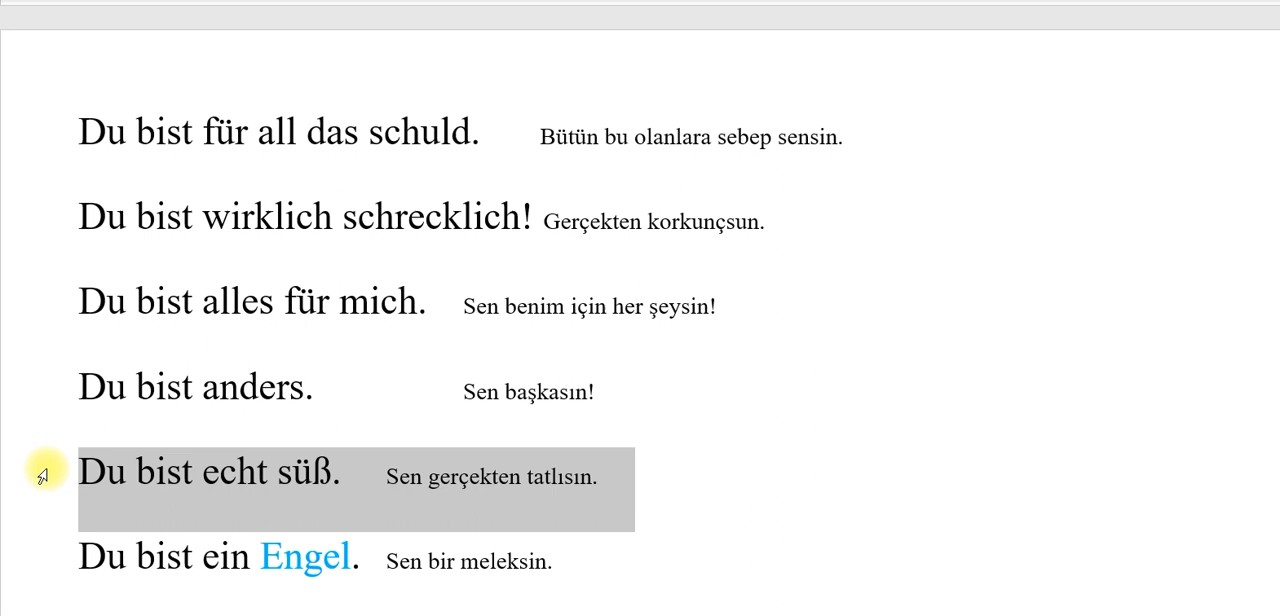 Du bist für all das schuld. Bütün bu olanlara sebep sensin.
Du bist wirklich schrecklich! Gerçekten korkunçsun.
Du bist alles für mich. Sen benim için her şeysin!
Du bist anders. Sen başkasın!
Du bist echt süß. Sen gerçekten tatlısın.
Du bist ein Engel. Sen bir meleksin.